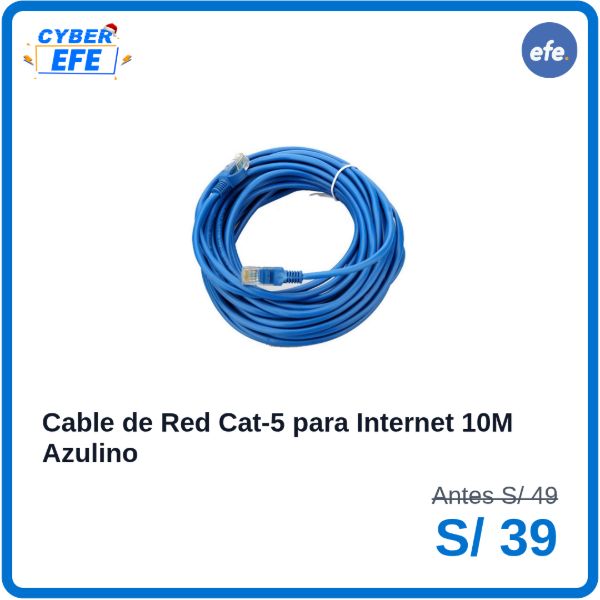 CYBER
EFE
efe.
Cable de Red Cat-5 para Internet 10M
Azulino
Antes S/ 49
S/ 39